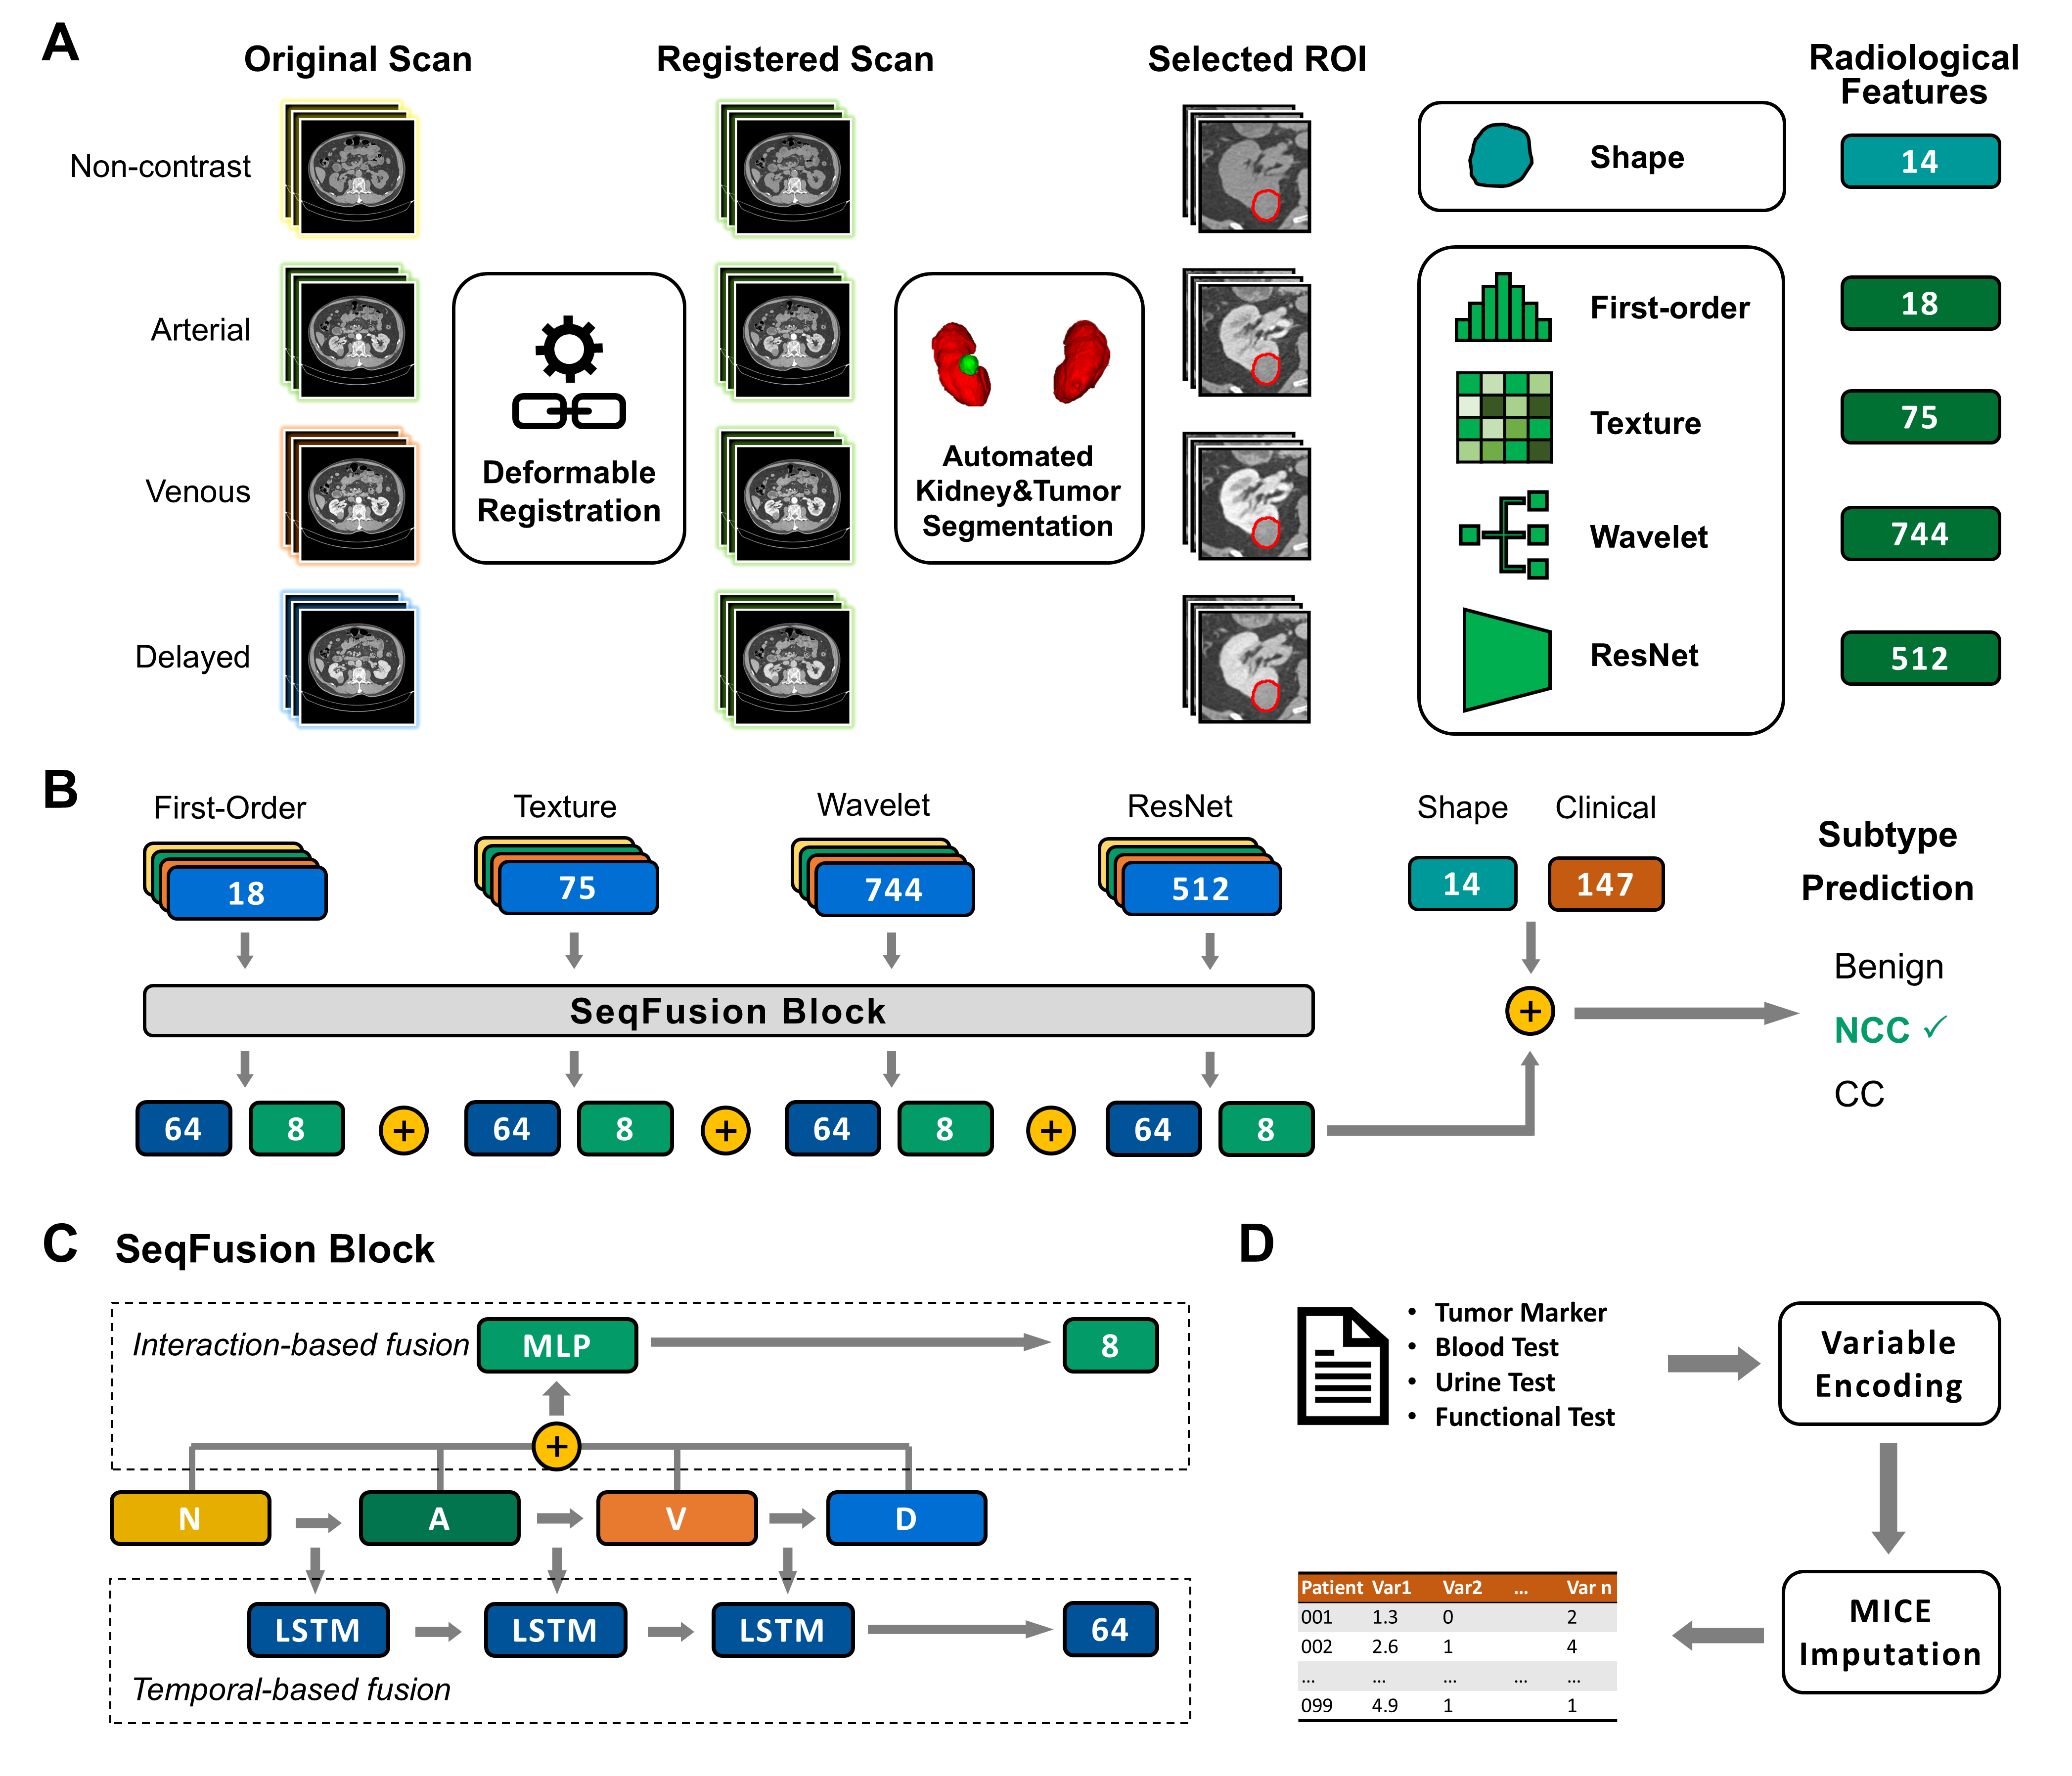 A
Original Scan
Registered Scan
Selected ROI
Radiological
Features
Non-contrast
Arterial
Venous
Delayed
Deformable
Registration
Automated
Kidney&Tumor
Segmentation
Shape
14
First-order
18
Texture
75
Wavelet
744
ResNet
512
B
First-Order
Texture
Wavelet
ResNet
Shape
Clinical
18
75
744
512
14
147
Subtype
Prediction
SeqFusion Block
+
Benign
NCC ✓
CC
64 8 + 64 8 + 64 8 + 64 8
C
SeqFusion Block
Interaction-based fusion
MLP
8
+
N
A
V
D
LSTM
LSTM
LSTM
64
Temporal-based fusion
D
• Tumor Marker
• Blood Test
• Urine Test
• Functional Test
Variable
Encoding
MICE
Imputation
Patient Var1 Var2 ... Var n
001 1.3 0 2
002 2.6 1 4
... ... ... ... ...
099 4.9 1 1